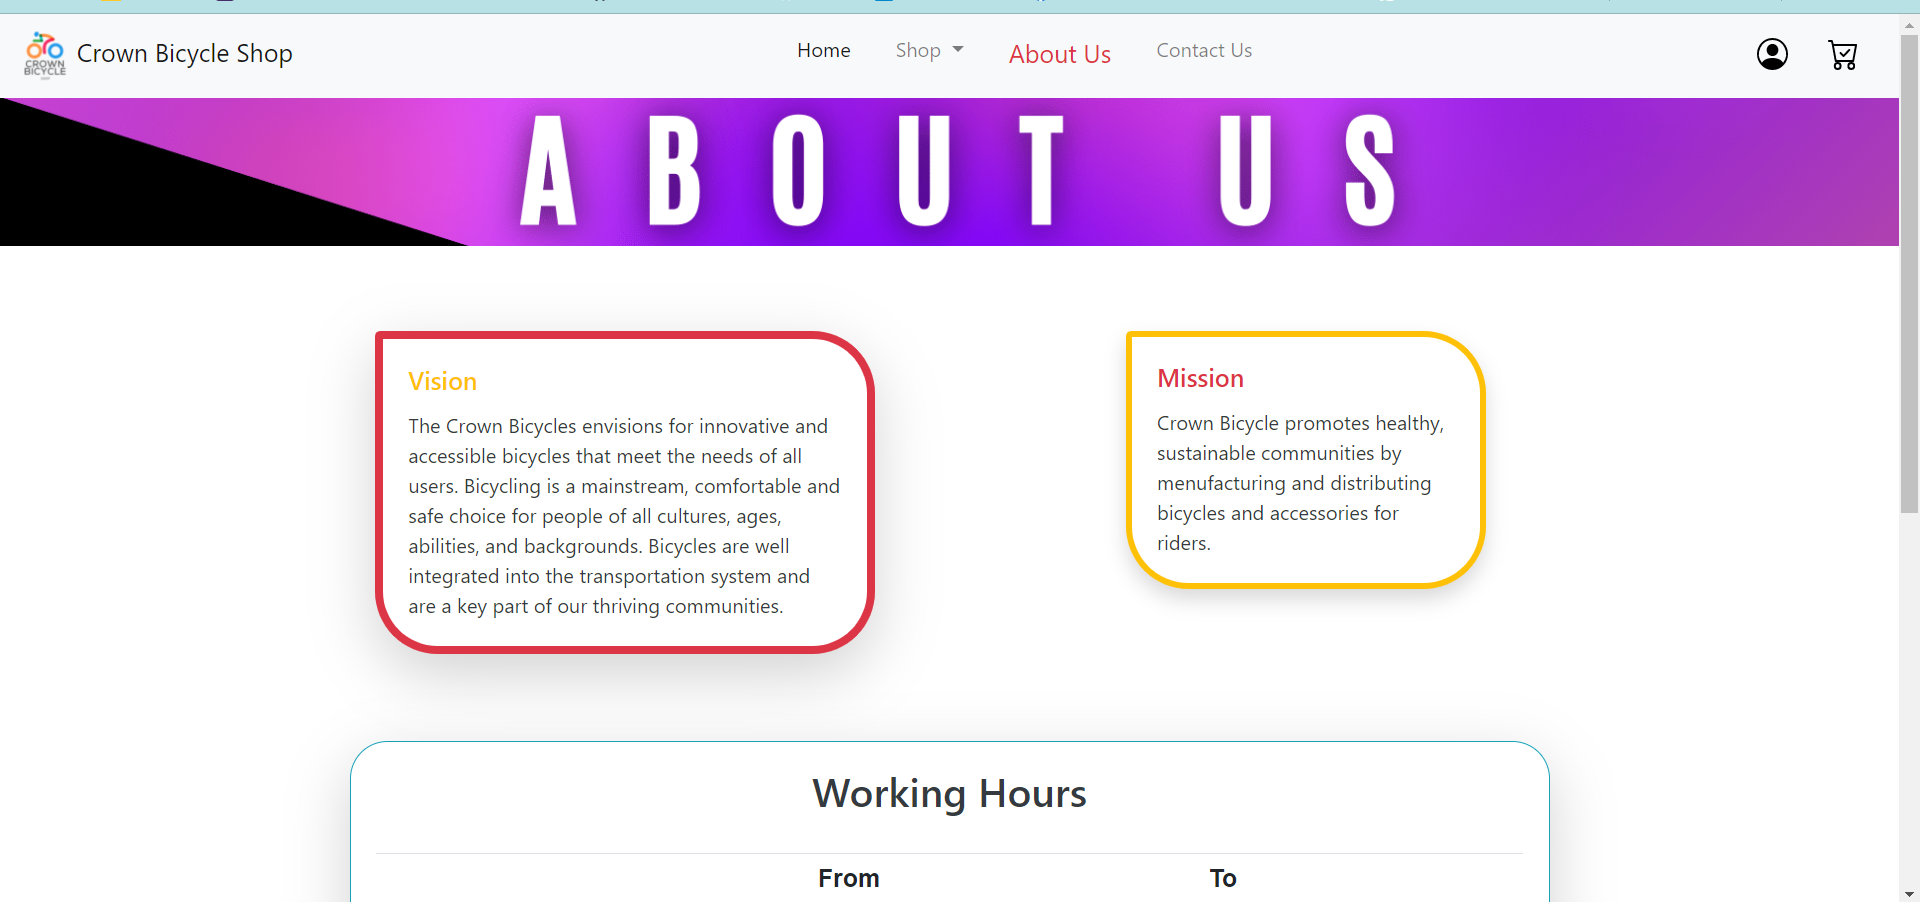 CROWN
BICYCLE
Crown Bicycle Shop
Home
Shop
About Us
Contact Us
ABOUT US
Vision
The Crown Bicycles envisions for innovative and
accessible bicycles that meet the needs of all
users. Bicycling is a mainstream, comfortable and
safe choice for people of all cultures, ages,
abilities, and backgrounds. Bicycles are well
integrated into the transportation system and
are a key part of our thriving communities.
Mission
Crown Bicycle promotes healthy,
sustainable communities by
menufacturing and distributing
bicycles and accessories for
riders.
Working Hours
From To